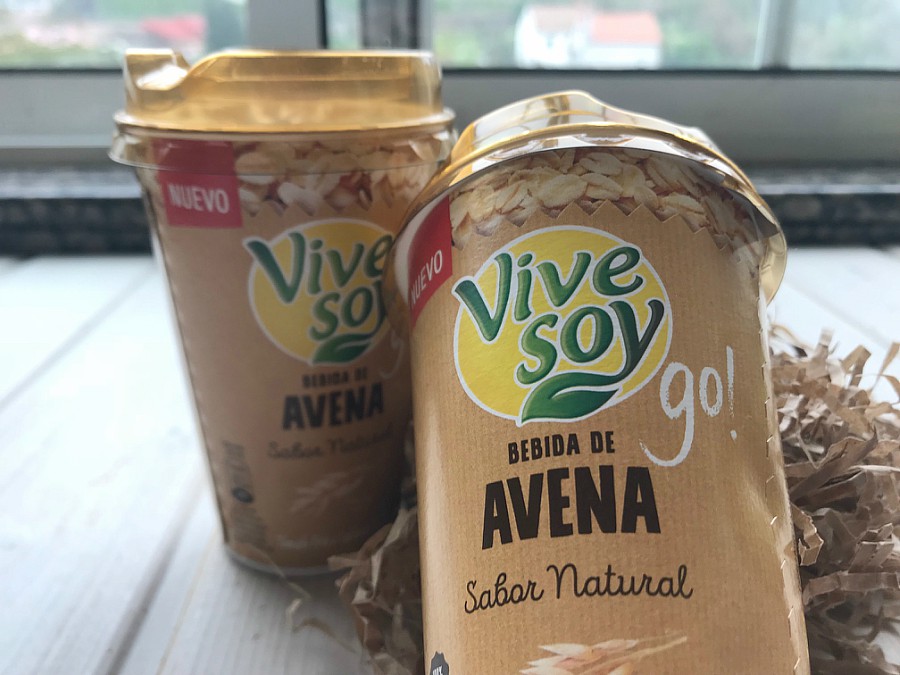 NUEVO
Vive
soy
BEBIDA DE
AVENA
Sabor Natural
NUEVO
Vive
soy
go!
BEBIDA DE
AVENA
Sabor Natural